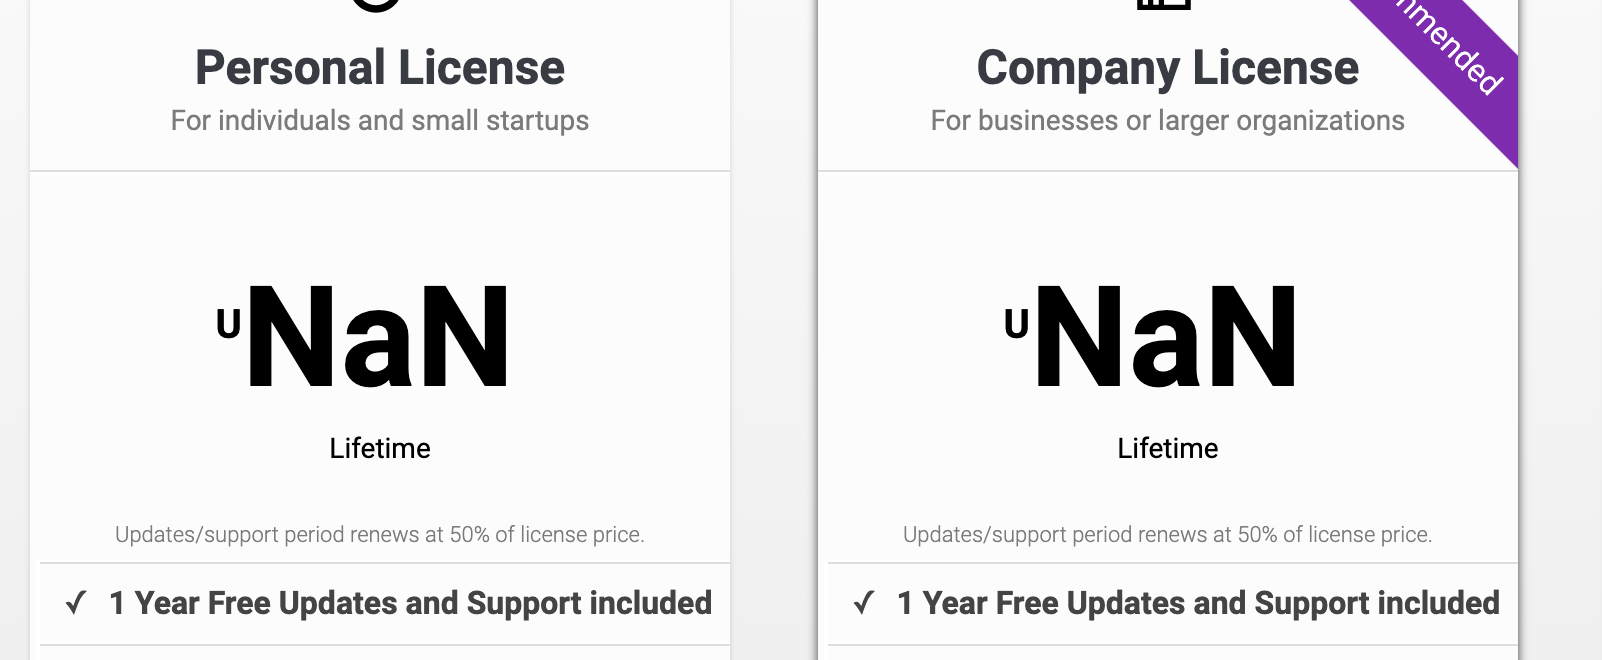 Personal License
For individuals and small startups
U NaN
Lifetime
Updates/support period renews at 50% of license price.
✓ 1 Year Free Updates and Support included
Company License
For businesses or larger organizations
U NaN
Lifetime
Updates/support period renews at 50% of license price.
✓ 1 Year Free Updates and Support included